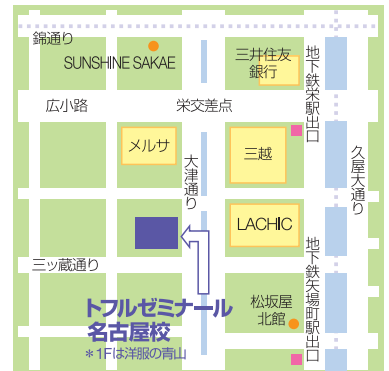 錦通り
SUNSHINE SAKAE
三井住友
銀行
地下鉄栄駅出口
広小路
栄交差点
メルサ
大津通り
三越
久屋大通り
LACHIC
三ッ蔵通り
地下鉄矢場町駅出口
トフルゼミナール
名古屋校
＊1Fは洋服の青山
松坂屋
北館